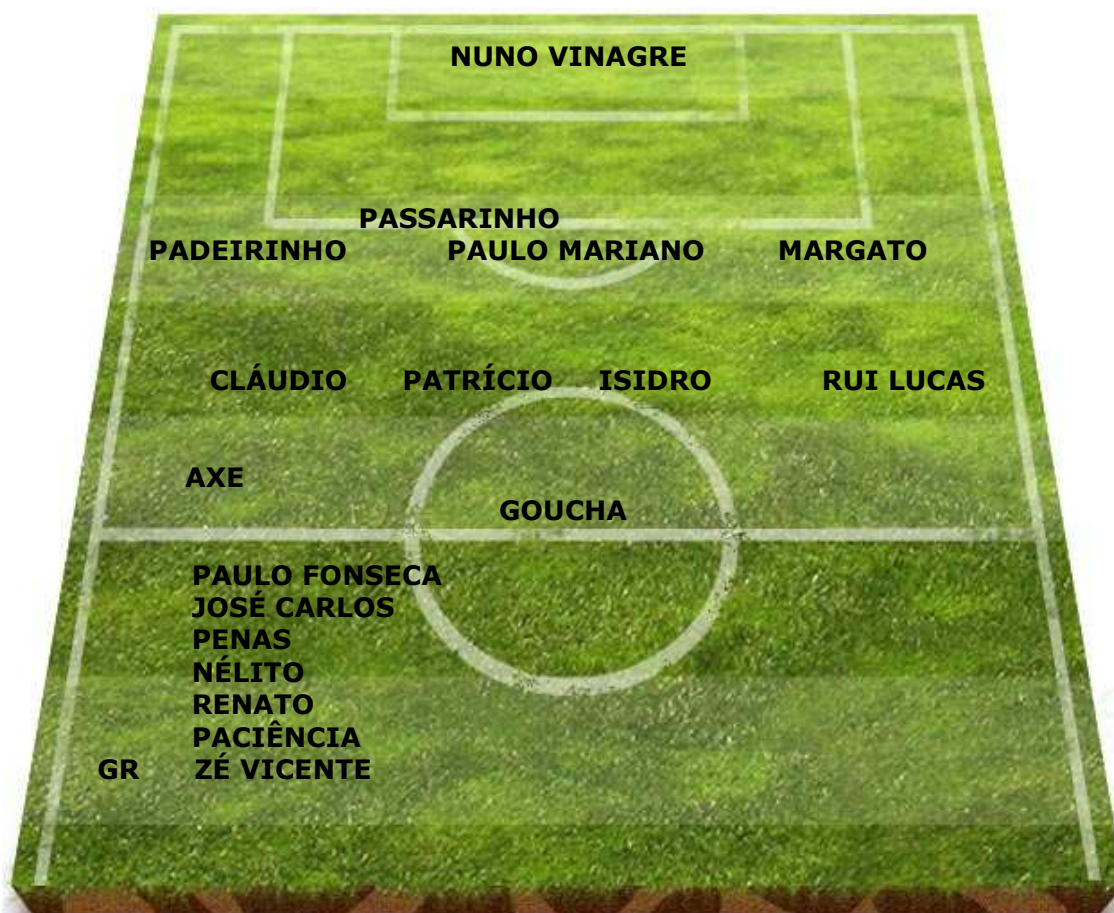 NUNO VINAGRE
PASSARINHO
PADEIRINHO PAULO MARIANO MARGATO
CLÁUDIO PATRÍCIO ISIDRO RUI LUCAS
AXE
GOUCHA
PAULO FONSECA
JOSÉ CARLOS
PENAS
NÉLITO
RENATO
PACIÊNCIA
GR ZÉ VICENTE